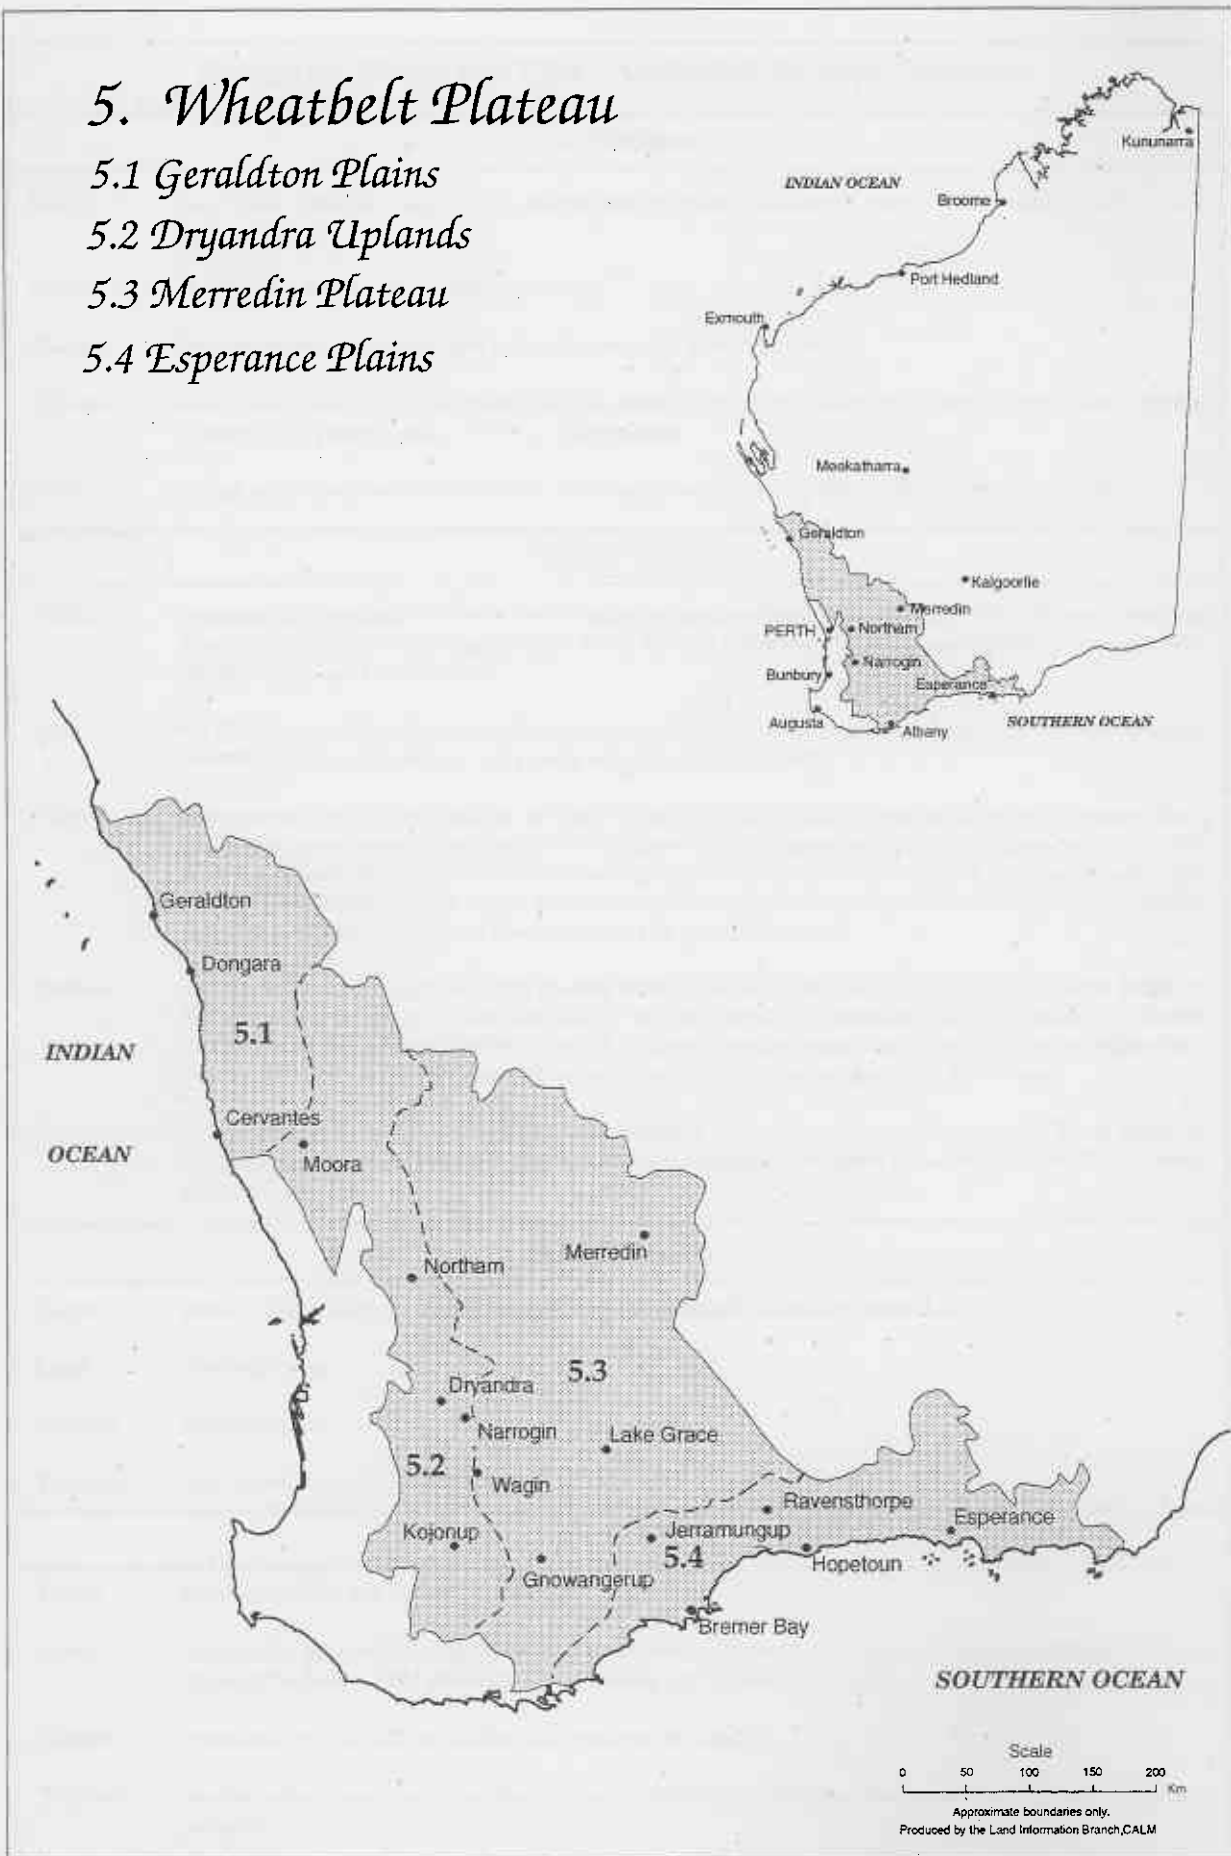 5. Wheatbelt Plateau
5.1 Geraldton Plains
5.2 Dryandra Uplands
5.3 Merredin Plateau
5.4 Esperance Plains
Kununarra
INDIAN OCEAN
Broome
Port Hedland
Exmouth
Meekatharra
Geraldton
Kalgoorlie
Merredin
PERTH
Northam
Narrogin
Bunbury
Esperance
Augusta
Albany
SOUTHERN OCEAN
Geraldton
Dongara
5.1
INDIAN
Cervantes
OCEAN
Moora
Merredin
Northam
5.3
Dryandra
Narrogin
Lake Grace
5.2
Wagin
Ravensthorpe
Esperance
Kojonup
Jerramungup
5.4
Hopetoun
Gnowangerup
Bremer Bay
SOUTHERN OCEAN
Scale
0 50 100 150 200
Km
Approximate boundaries only.
Produced by the Land Information Branch,CALM